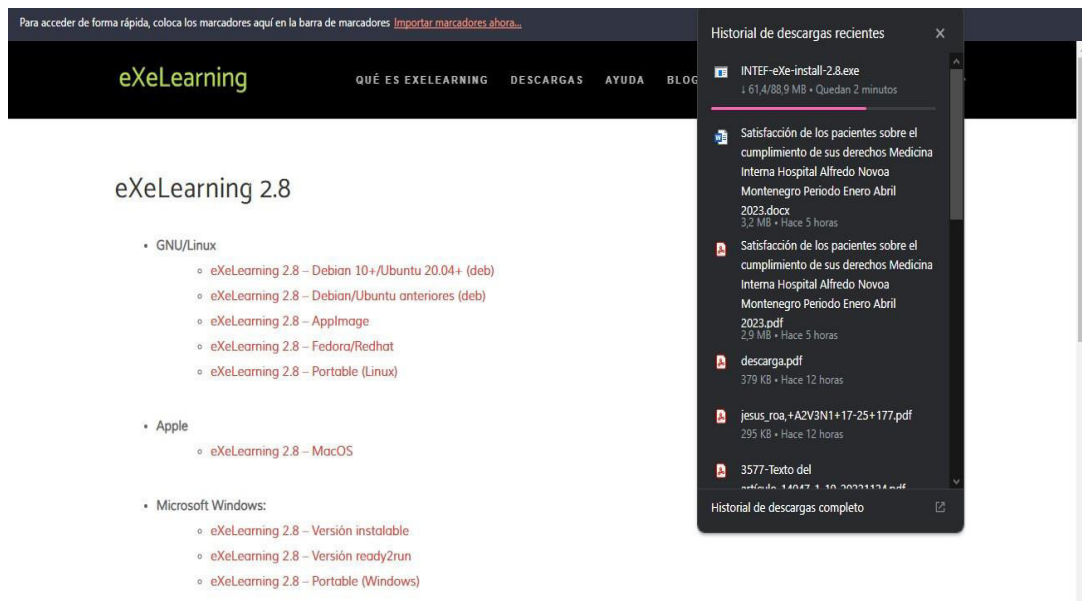 Para acceder de forma rápida, coloca los marcadores aquí en la barra de marcadores Importar marcadores ahora...
eXeLearning
QUÉ ES EXELEARNING DESCARGAS AYUDA BLOG
eXeLearning 2.8
• GNU/Linux
eXeLearning 2.8 – Debian 10+/Ubuntu 20.04+ (deb)
eXeLearning 2.8 – Debian/Ubuntu anteriores (deb)
eXeLearning 2.8 – AppImage
eXeLearning 2.8 – Fedora/Redhat
eXeLearning 2.8 – Portable (Linux)
• Apple
eXeLearning 2.8 – MacOS
• Microsoft Windows:
eXeLearning 2.8 – Versión instalable
eXeLearning 2.8 – Versión ready2run
eXeLearning 2.8 – Portable (Windows)
Historial de descargas recientes
INTEF-eXe-install-2.8.exe
↓ 61,4/88,9 MB • Quedan 2 minutos
Satisfacción de los pacientes sobre el
cumplimiento de sus derechos Medicina
Interna Hospital Alfredo Novoa
Montenegro Periodo Enero Abril
2023.docx
3,2 MB • Hace 5 horas
Satisfacción de los pacientes sobre el
cumplimiento de sus derechos Medicina
Interna Hospital Alfredo Novoa
Montenegro Periodo Enero Abril
2023.pdf
2,9 MB • Hace 5 horas
descarga.pdf
379 KB • Hace 12 horas
jesus_roa,+A2V3N1+17-25+177.pdf
295 KB • Hace 12 horas
3577-Texto del
Historial de descargas completo